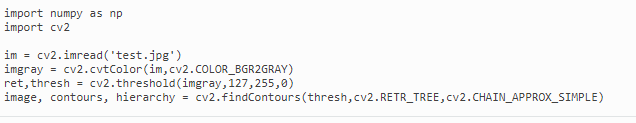 import numpy as np
import cv2
im = cv2.imread('test.jpg')
imgray = cv2.cvtColor(im,cv2.COLOR_BGR2GRAY)
ret,thresh = cv2.threshold(imgray,127,255,0)
image, contours, hierarchy = cv2.findContours(thresh,cv2.RETR_TREE,cv2.CHAIN_APPROX_SIMPLE)